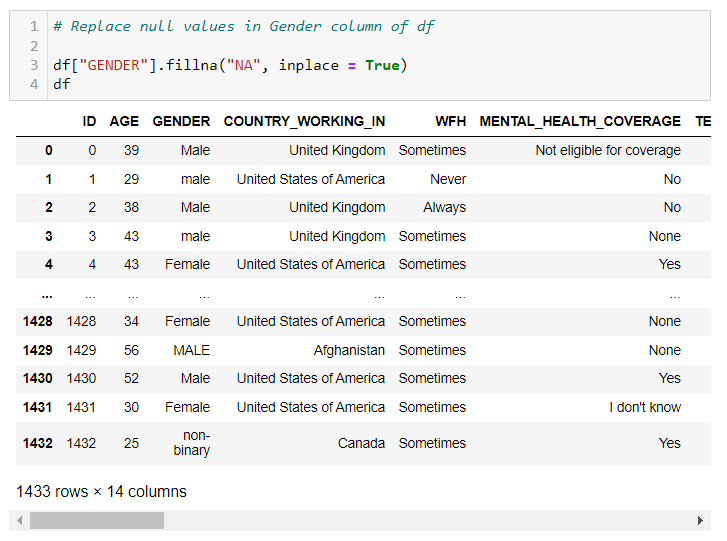 1 # Replace null values in Gender column of df
2
3 df["GENDER"].fillna("NA", inplace = True)
4 df
ID AGE GENDER COUNTRY_WORKING_IN WFH MENTAL_HEALTH_COVERAGE TE
0 0 39 Male United Kingdom Sometimes Not eligible for coverage
1 1 29 male United States of America Never No
2 2 38 Male United Kingdom Always No
3 3 43 male United Kingdom Sometimes None
4 4 43 Female United States of America Sometimes Yes
... ... ... ... ... ... ...
1428 1428 34 Female United States of America Sometimes None
1429 1429 56 MALE Afghanistan Sometimes None
1430 1430 52 Male United States of America Sometimes Yes
1431 1431 30 Female United States of America Sometimes I don't know
1432 1432 25 non-
binary Canada Sometimes Yes
1433 rows × 14 columns